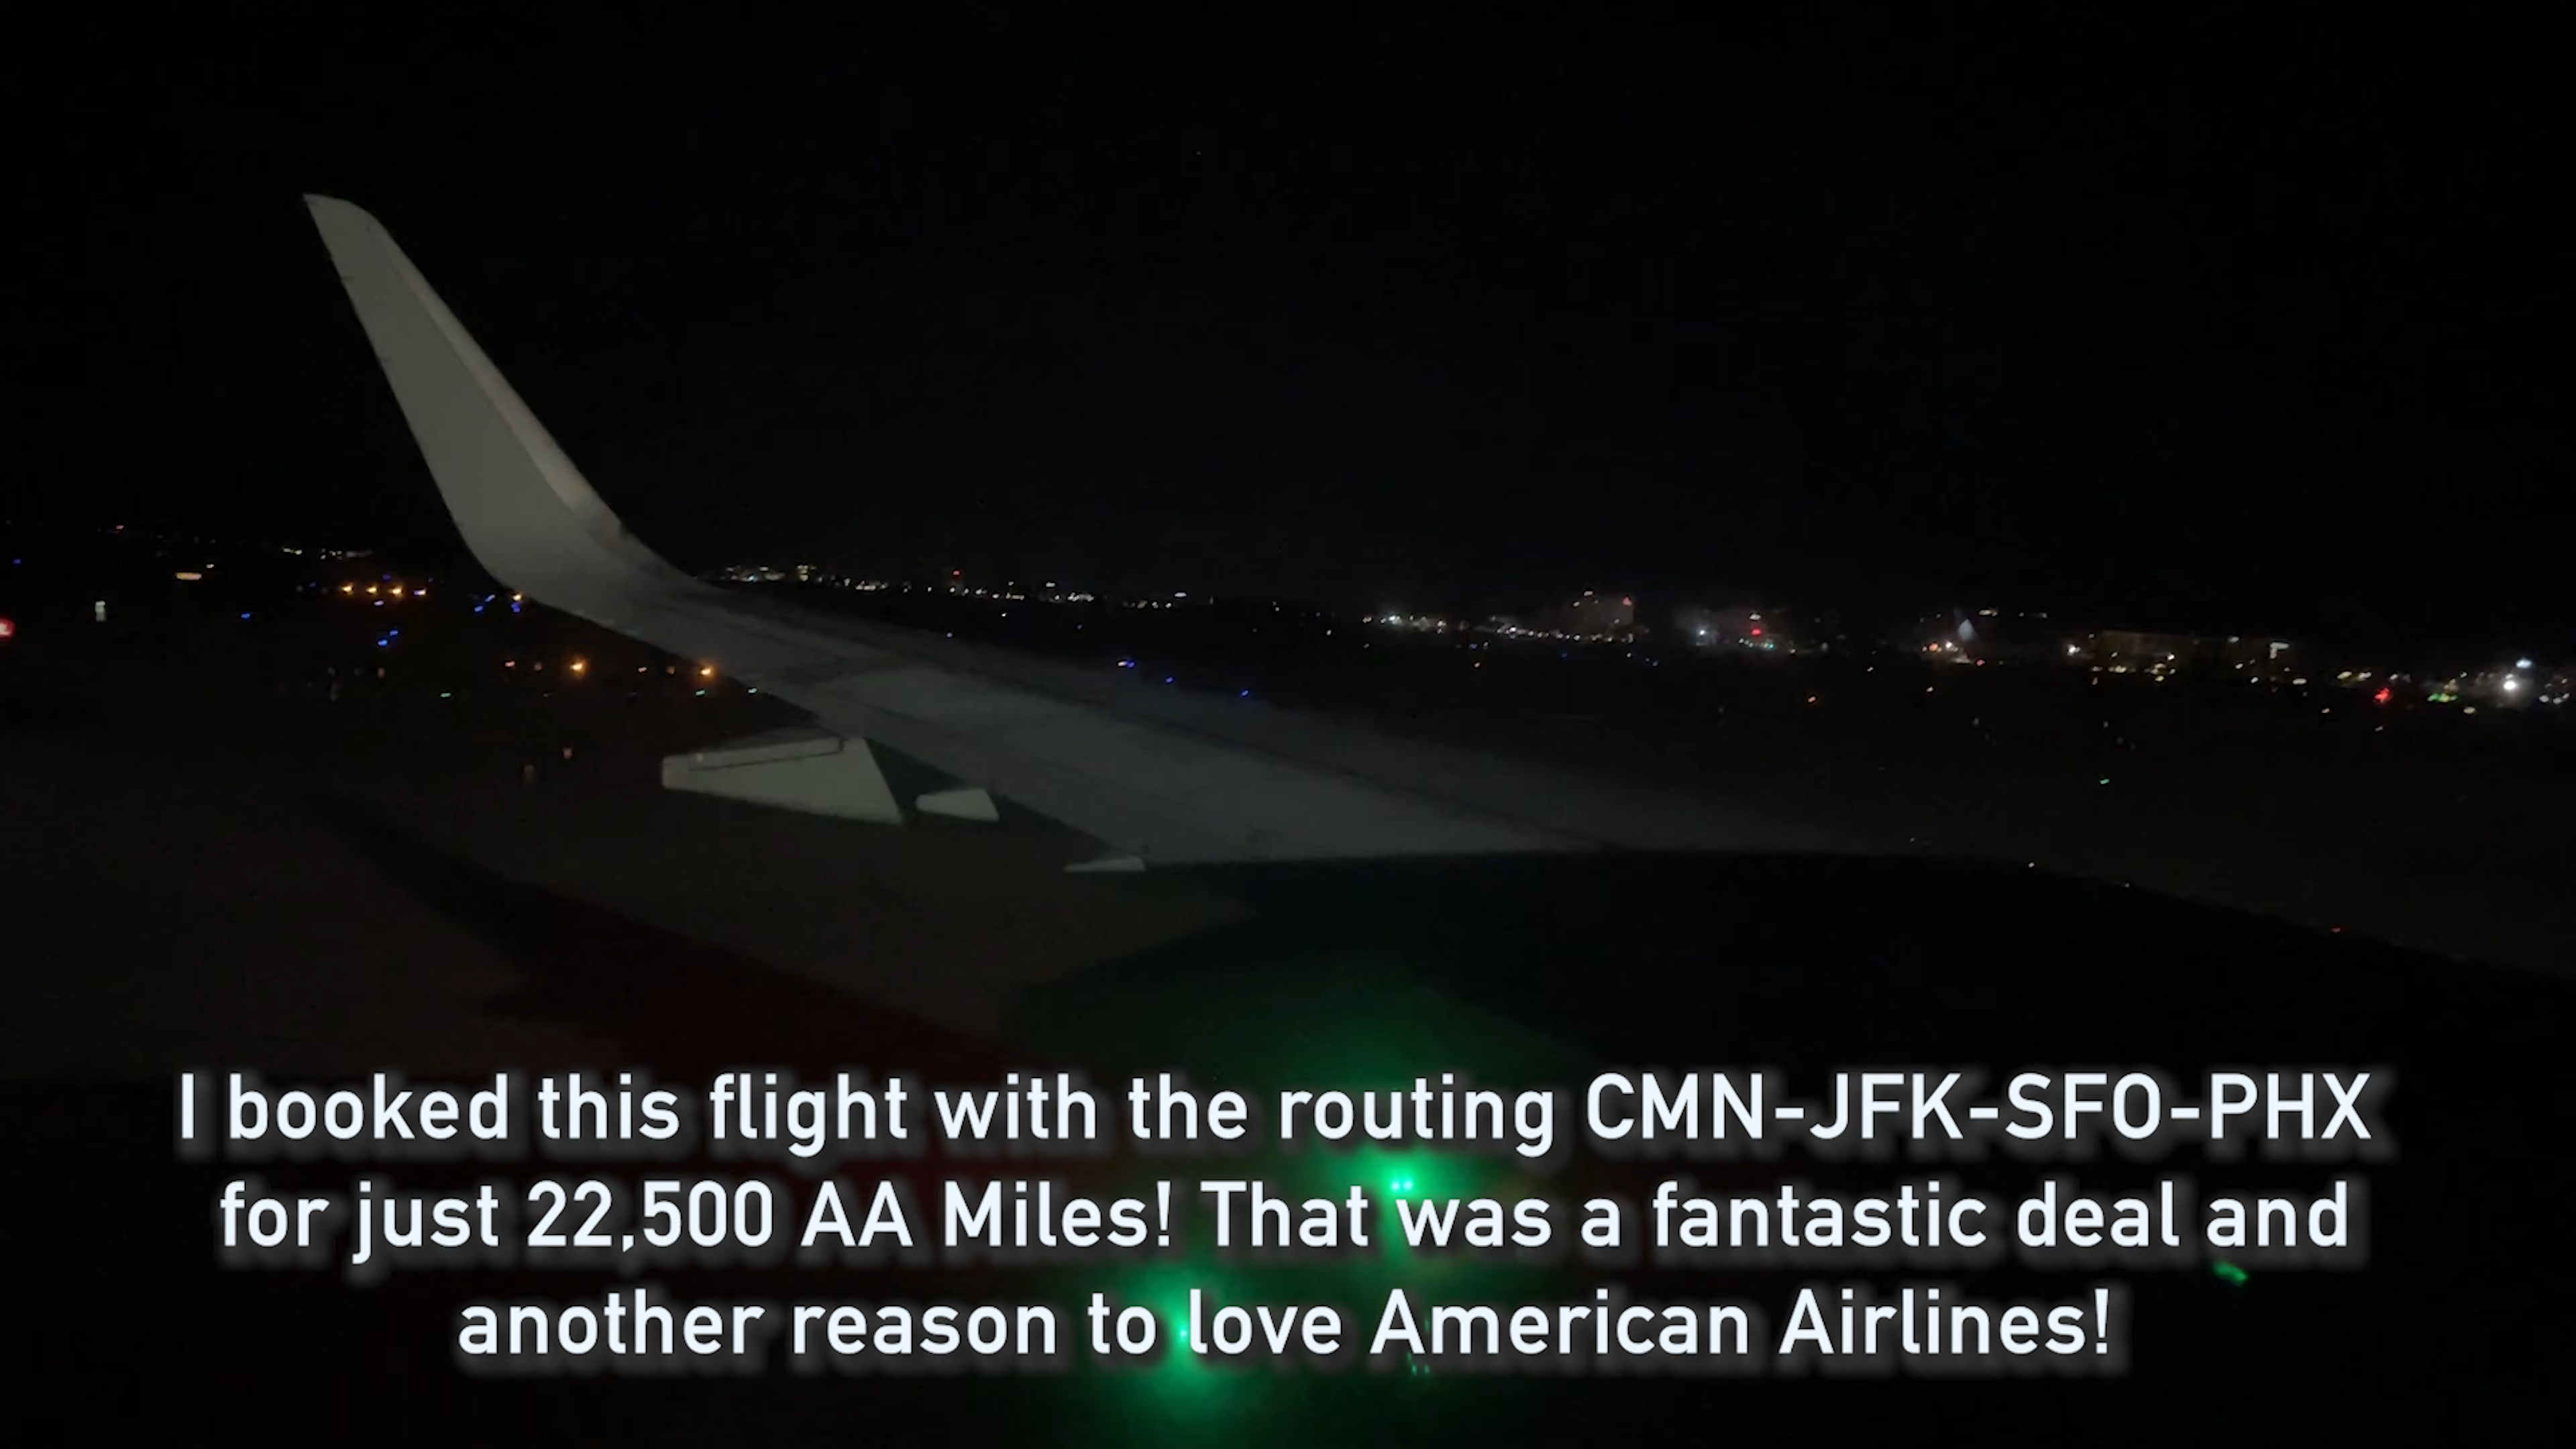 I booked this flight with the routing CMN-JFK-SFO-PHX
for just 22,500 AA Miles! That was a fantastic deal and
another reason to love American Airlines!